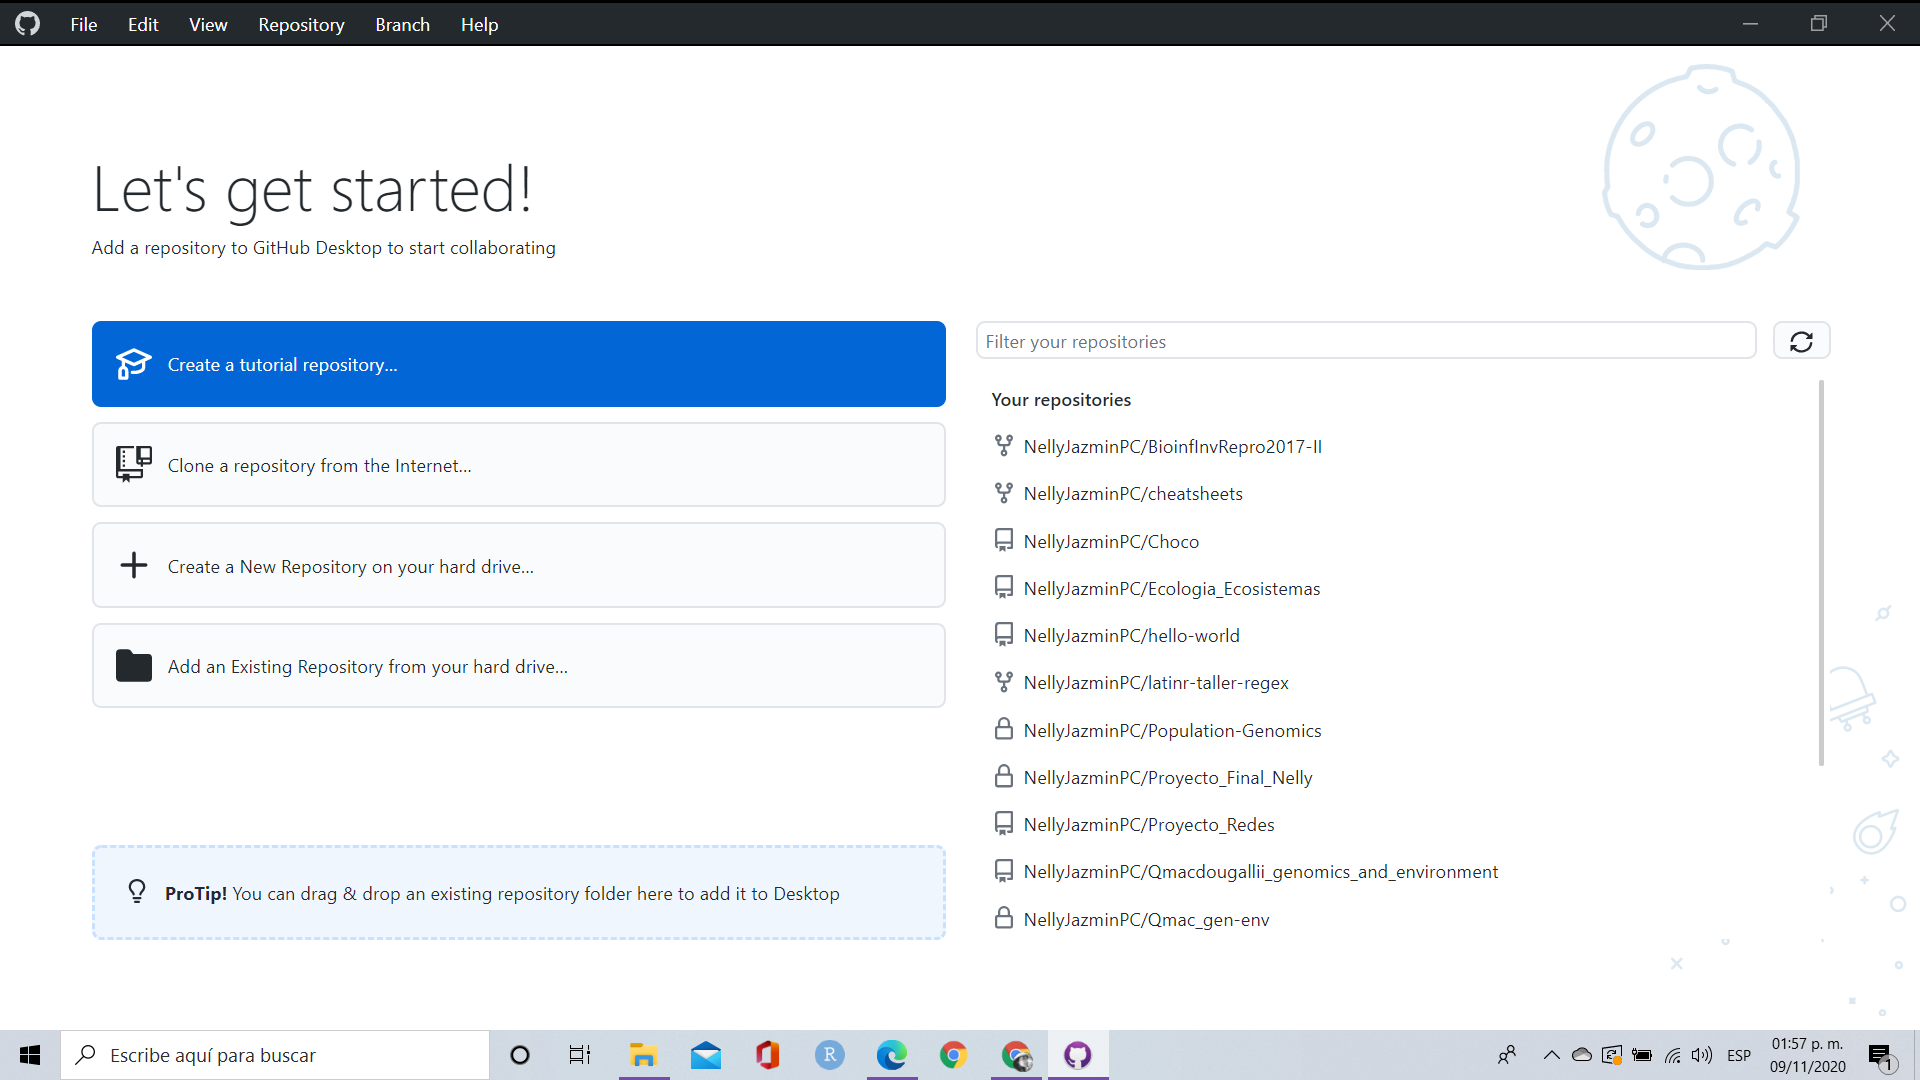 File Edit View Repository Branch Help
Let's get started!
Add a repository to GitHub Desktop to start collaborating
Create a tutorial repository...
Clone a repository from the Internet...
Create a New Repository on your hard drive...
Add an Existing Repository from your hard drive...
ProTip! You can drag & drop an existing repository folder here to add it to Desktop
Filter your repositories
Your repositories
NellyJazminPC/BioinfInvRepro2017-II
NellyJazminPC/cheatsheets
NellyJazminPC/Choco
NellyJazminPC/Ecologia_Ecosistemas
NellyJazminPC/hello-world
NellyJazminPC/latinr-taller-regex
NellyJazminPC/Population-Genomics
NellyJazminPC/Proyecto_Final_Nelly
NellyJazminPC/Proyecto_Redes
NellyJazminPC/Qmacdougallii_genomics_and_environment
NellyJazminPC/Qmac_gen-env
Escribe aquí para buscar
R
ESP
01:57 p. m.
09/11/2020
1